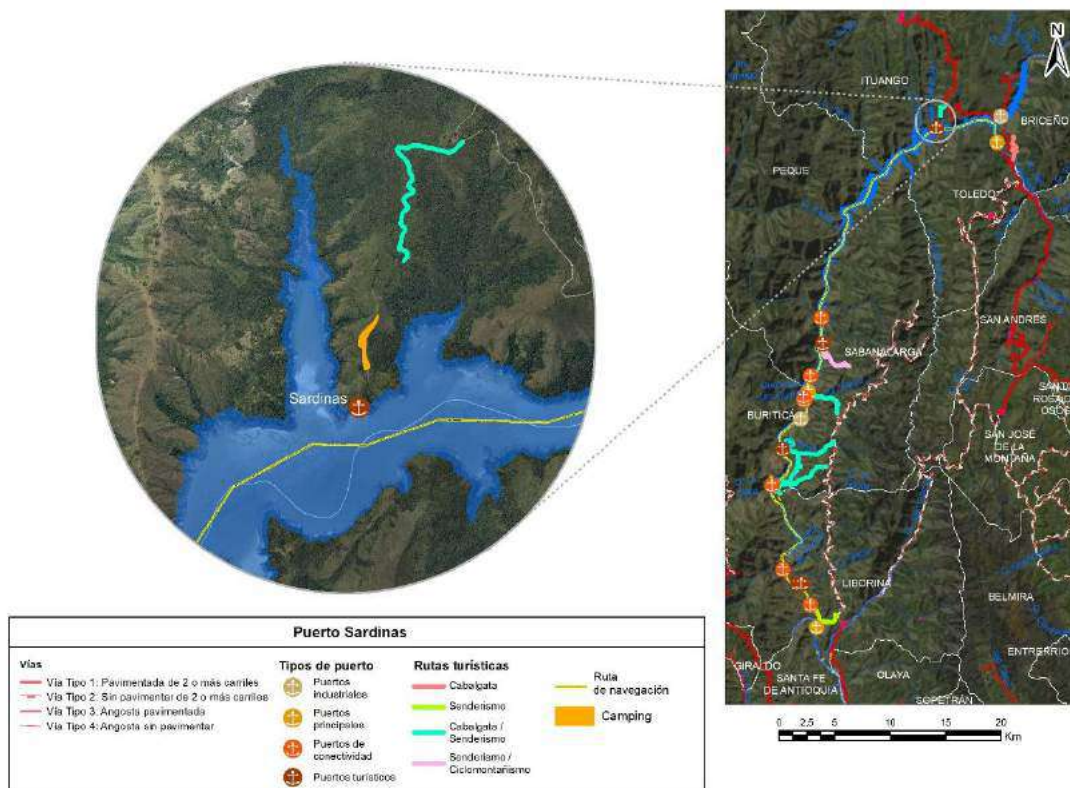 Sardinas
N
ITUANGO
BRICEÑO
PEQUE
TOLEDO
SAN ANDRES
SABANALARGA
BURITICÁ
SAN JOSÉ
DE LA
MONTAÑA
LIBORINA
BELMIRA
ENTRERRIOS
GIRALDO
SANTA FE
DE ANTIOQUIA
OLAYA
SOPETRÁN
0 2,5 5 10 15 20
Km
Puerto Sardinas
Vías
Vía Tipo 1: Pavimentada de 2 o más carriles
Vía Tipo 2: Sin pavimentar de 2 o más carriles
Vía Tipo 3: Angosta pavimentada
Vía Tipo 4: Angosta sin pavimentar
Tipos de puerto
Puertos
industriales
Puertos
principales
Puertos de
conectividad
Puertos turísticos
Rutas turísticas
Cabalgata
Senderismo
Cabalgata /
Senderismo
Senderismo /
Ciclomontañismo
Ruta
de navegación
Camping